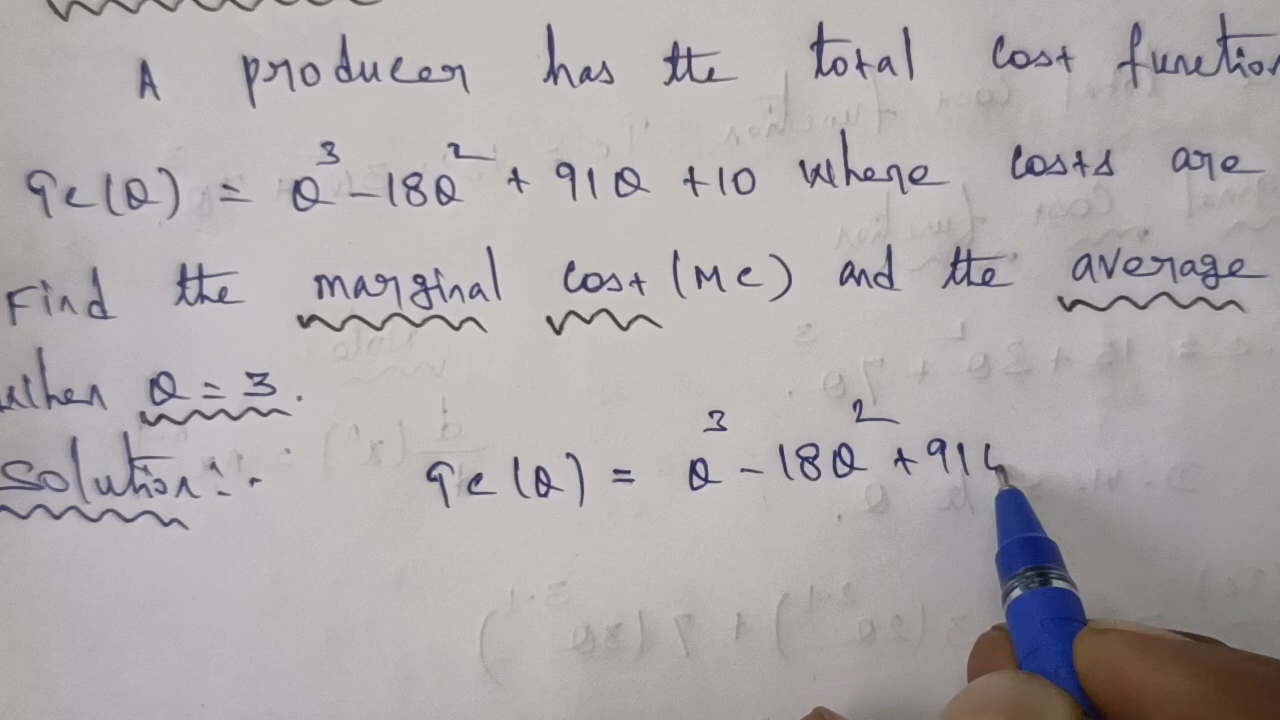 A producer has the total cost function
Tc(Q) = Q³ - 18Q² + 91Q + 10 where costs are
Find the marginal cost (MC) and the average
when Q = 3.
Solution:- Tc(Q) = Q³ - 18Q² + 91